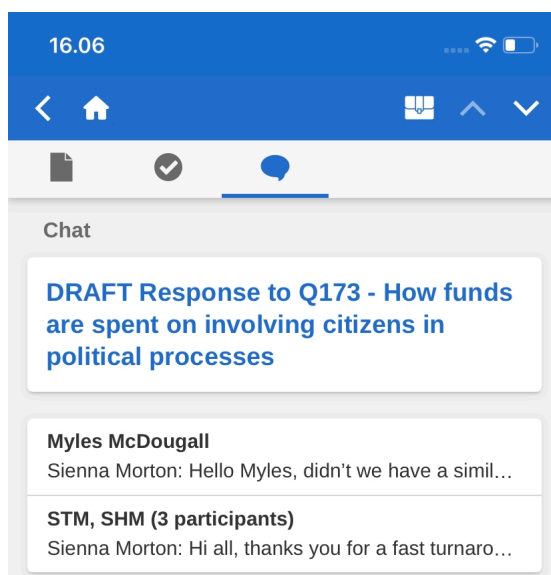 16.06
Chat
DRAFT Response to Q173 - How funds
are spent on involving citizens in
political processes
Myles McDougall
Sienna Morton: Hello Myles, didn’t we have a simil...
STM, SHM (3 participants)
Sienna Morton: Hi all, thanks you for a fast turnaro...